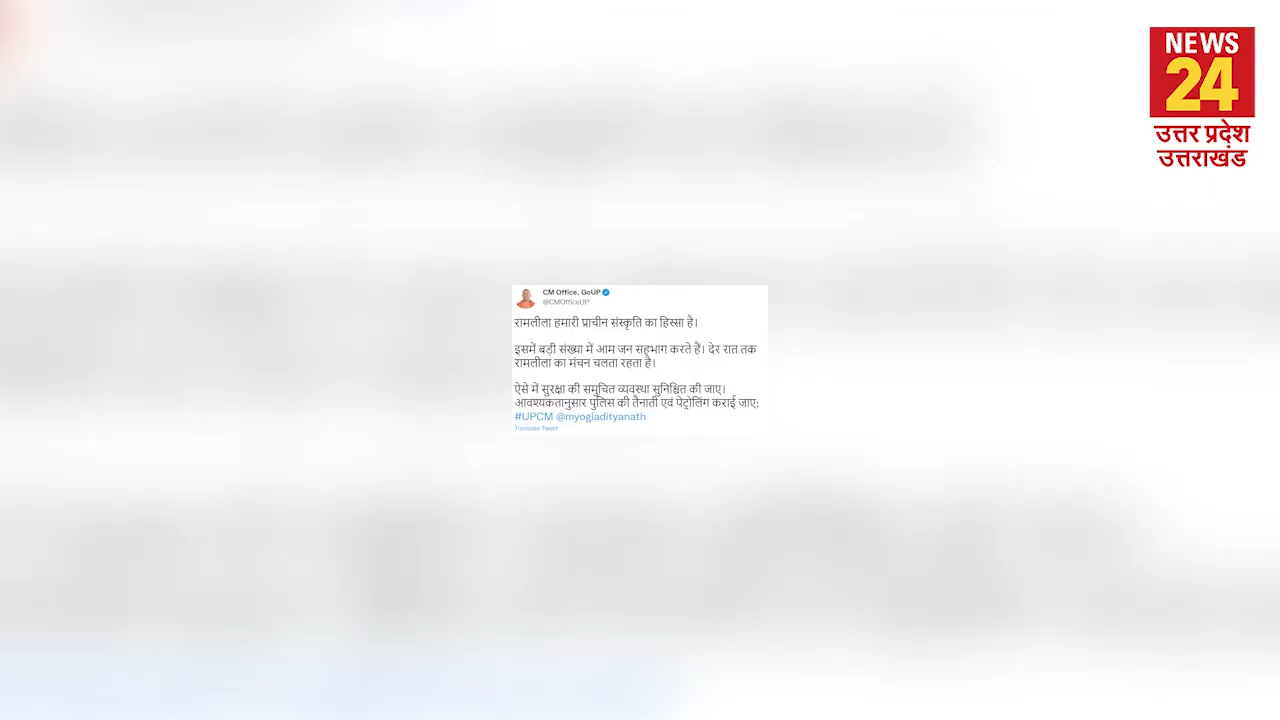 NEWS
24
उत्तर प्रदेश
उत्तराखंड
CM Office, GoUP
@CMOfficeUP
रामलीला हमारी प्राचीन संस्कृति का हिस्सा है।
इसमें बड़ी संख्या में आम जन सहभाग करते हैं। देर रात तक
रामलीला का मंचन चलता रहता है।
ऐसे में सुरक्षा की समुचित व्यवस्था सुनिश्चित की जाए।
आवश्यकतानुसार पुलिस की तैनाती एवं पेट्रोलिंग कराई जाए:
#UPCM @myogiadityanath
Translate Tweet